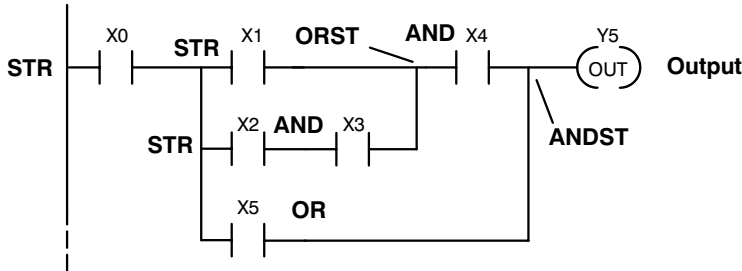 X0
STR
X1
ORST
AND
X4
Y5
STR
OUT
Output
X2
AND
X3
STR
ANDST
X5
OR